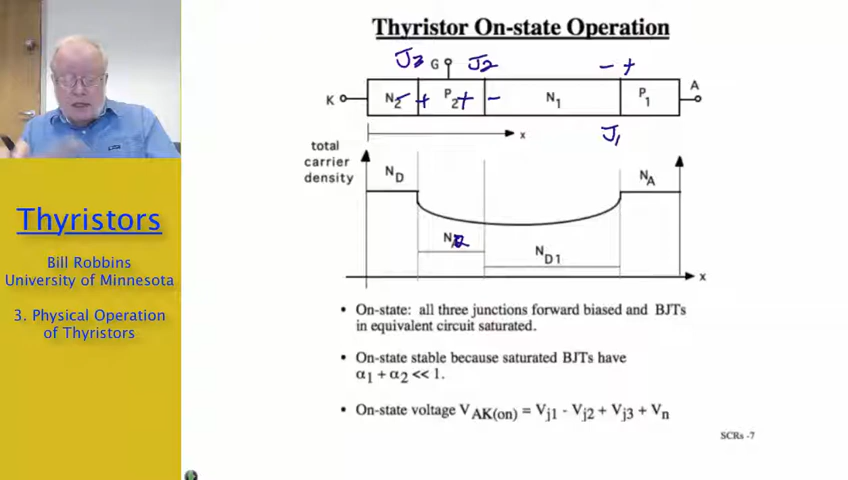 Thyristor On-state Operation
J3 G J2 - +
K N2 - + P2 + - N1 P1 A
J1
x
total
carrier
density
ND NA
N2 ND1
x
Thyristors
Bill Robbins
University of Minnesota
3. Physical Operation
of Thyristors
• On-state: all three junctions forward biased and BJTs
in equivalent circuit saturated.
• On-state stable because saturated BJTs have
α1 + α2 << 1.
• On-state voltage VAK(on) = Vj1 - Vj2 + Vj3 + Vn
SCRs -7